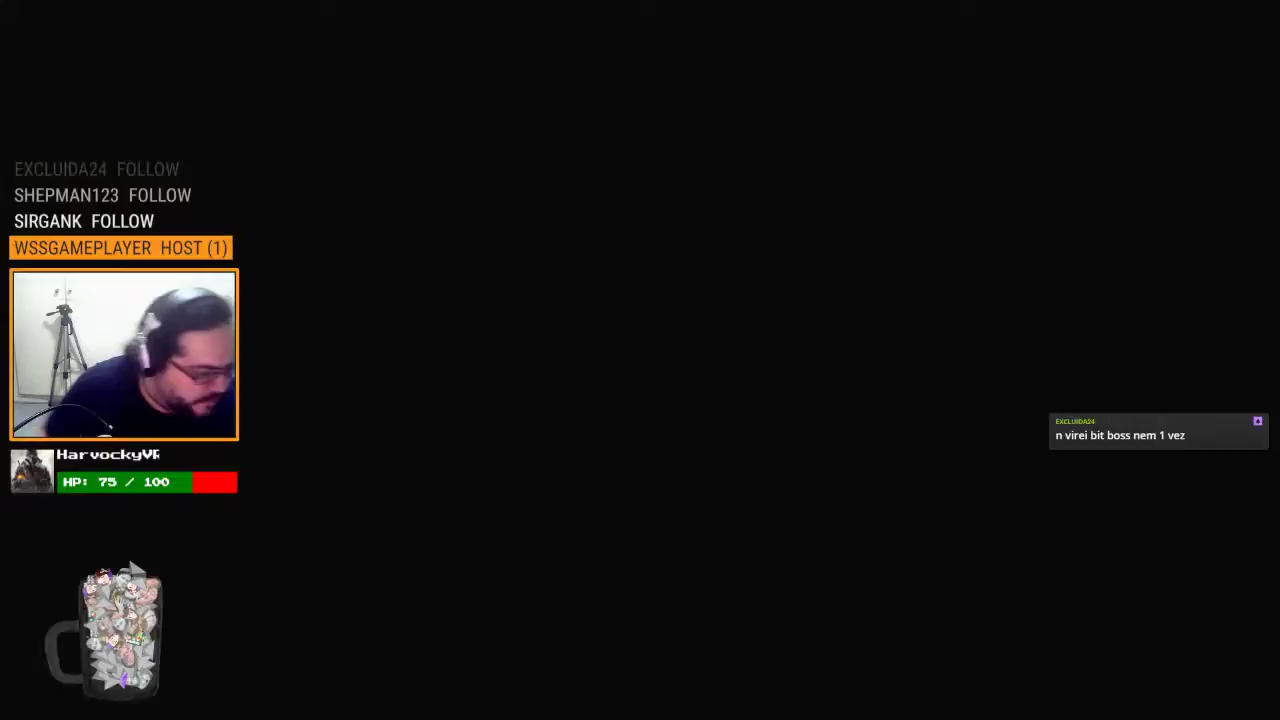 EXCLUIDA24 FOLLOW
SHEPMAN123 FOLLOW
SIRGANK FOLLOW
WSSGAMEPLAYER HOST (1)
HarvockyVR
HP: 75 / 100
EXCLUIDA24
n virei bit boss nem 1 vez